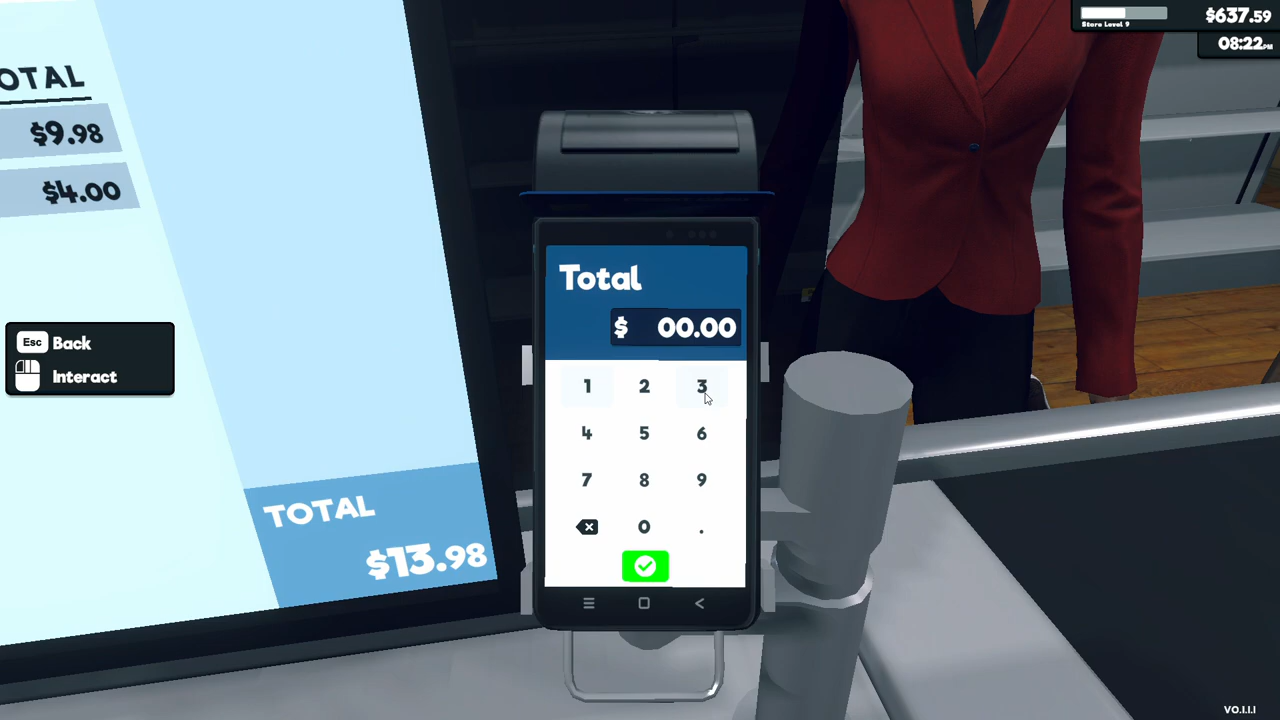 OTAL
$9.98
$4.00
TOTAL
$13.98
Esc Back
Interact
Total
$ 00.00
1 2 3
4 5 6
7 8 9
0 .
Store Level 9
$637.59
08:22PM
V0.1.1.1